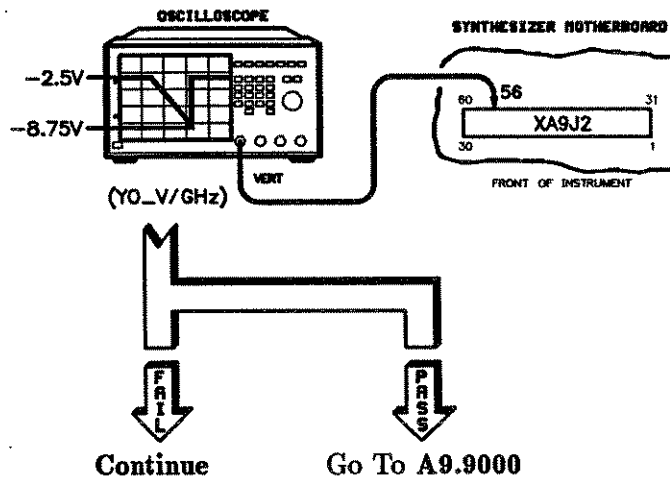 OSCILLOSCOPE
SYNTHESIZER MOTHERBOARD
-2.5V
-8.75V
56
60
31
XA9J2
30
1
VERT
FRONT OF INSTRUMENT
(YO_V/GHz)
FAIL
PASS
Continue
Go To A9.9000